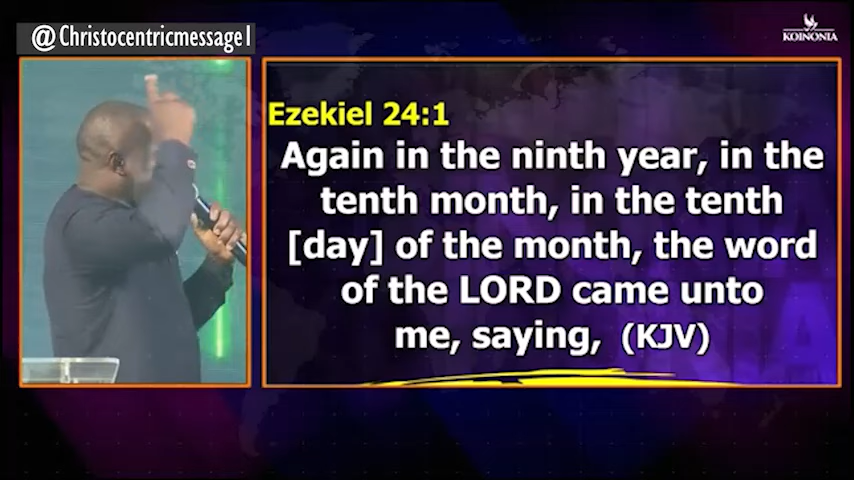 @Christocentricmessage1
KOINONIA
Ezekiel 24:1
Again in the ninth year, in the
tenth month, in the tenth
[day] of the month, the word
of the LORD came unto
me, saying, (KJV)